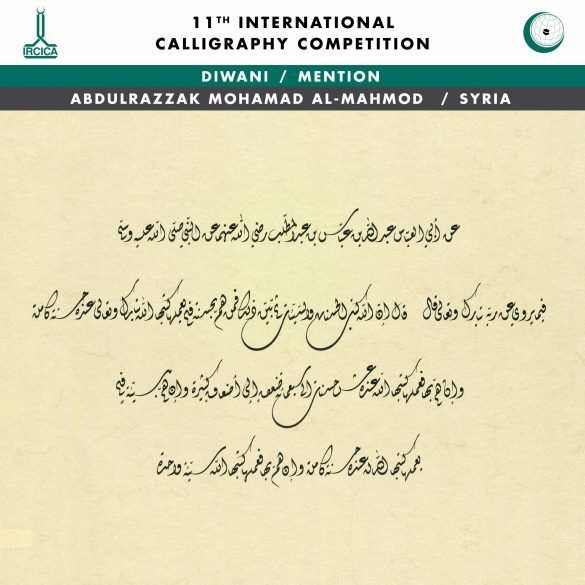 IRCICA
11TH INTERNATIONAL
CALLIGRAPHY COMPETITION
DIWANI / MENTION
ABDULRAZZAK MOHAMAD AL-MAHMOD / SYRIA
عن أبي العباس عبد الله بن عباس بن عبد المطلب رضي الله عنهما عن النبي صلى الله عليه وسلم
فيما يروي عن ربه تبارك وتعالى قال قال إن الله كتب الحسنات والسيئات ثم بين ذلك فمن هم بحسنة فلم يعملها كتبها الله تبارك وتعالى عنده حسنة كاملة
وإن هم بها فعملها كتبها الله عنده عشر حسنات إلى سبعمائة ضعف إلى أضعاف كثيرة وإن هم بسيئة فلم
يعملها كتبها الله له عنده حسنة كاملة وإن هم بها فعملها كتبها الله سيئة واحدة